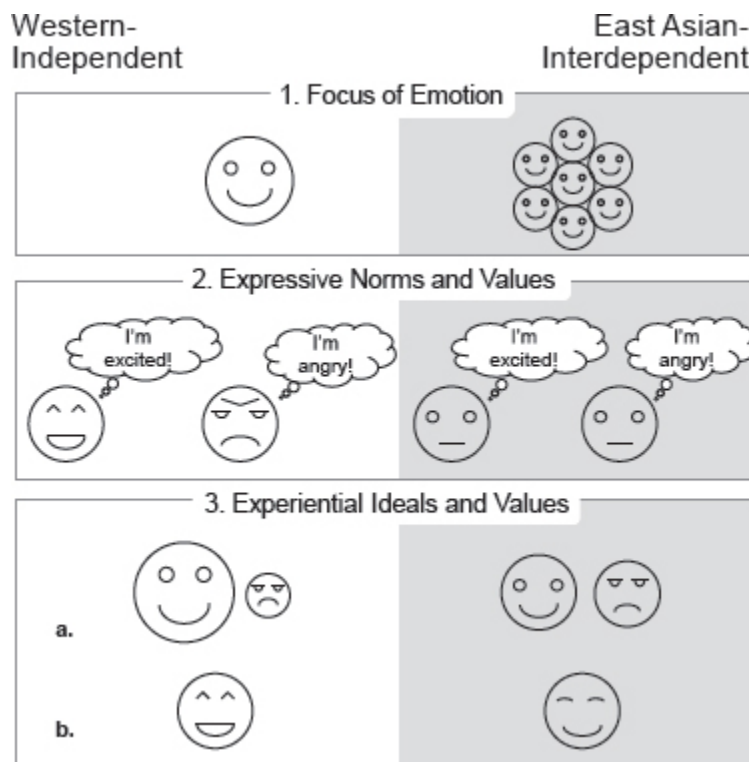 Western-
Independent
East Asian-
Interdependent
1. Focus of Emotion
2. Expressive Norms and Values
I'm
excited!
I'm
angry!
I'm
excited!
I'm
angry!
3. Experiential Ideals and Values
a.
b.